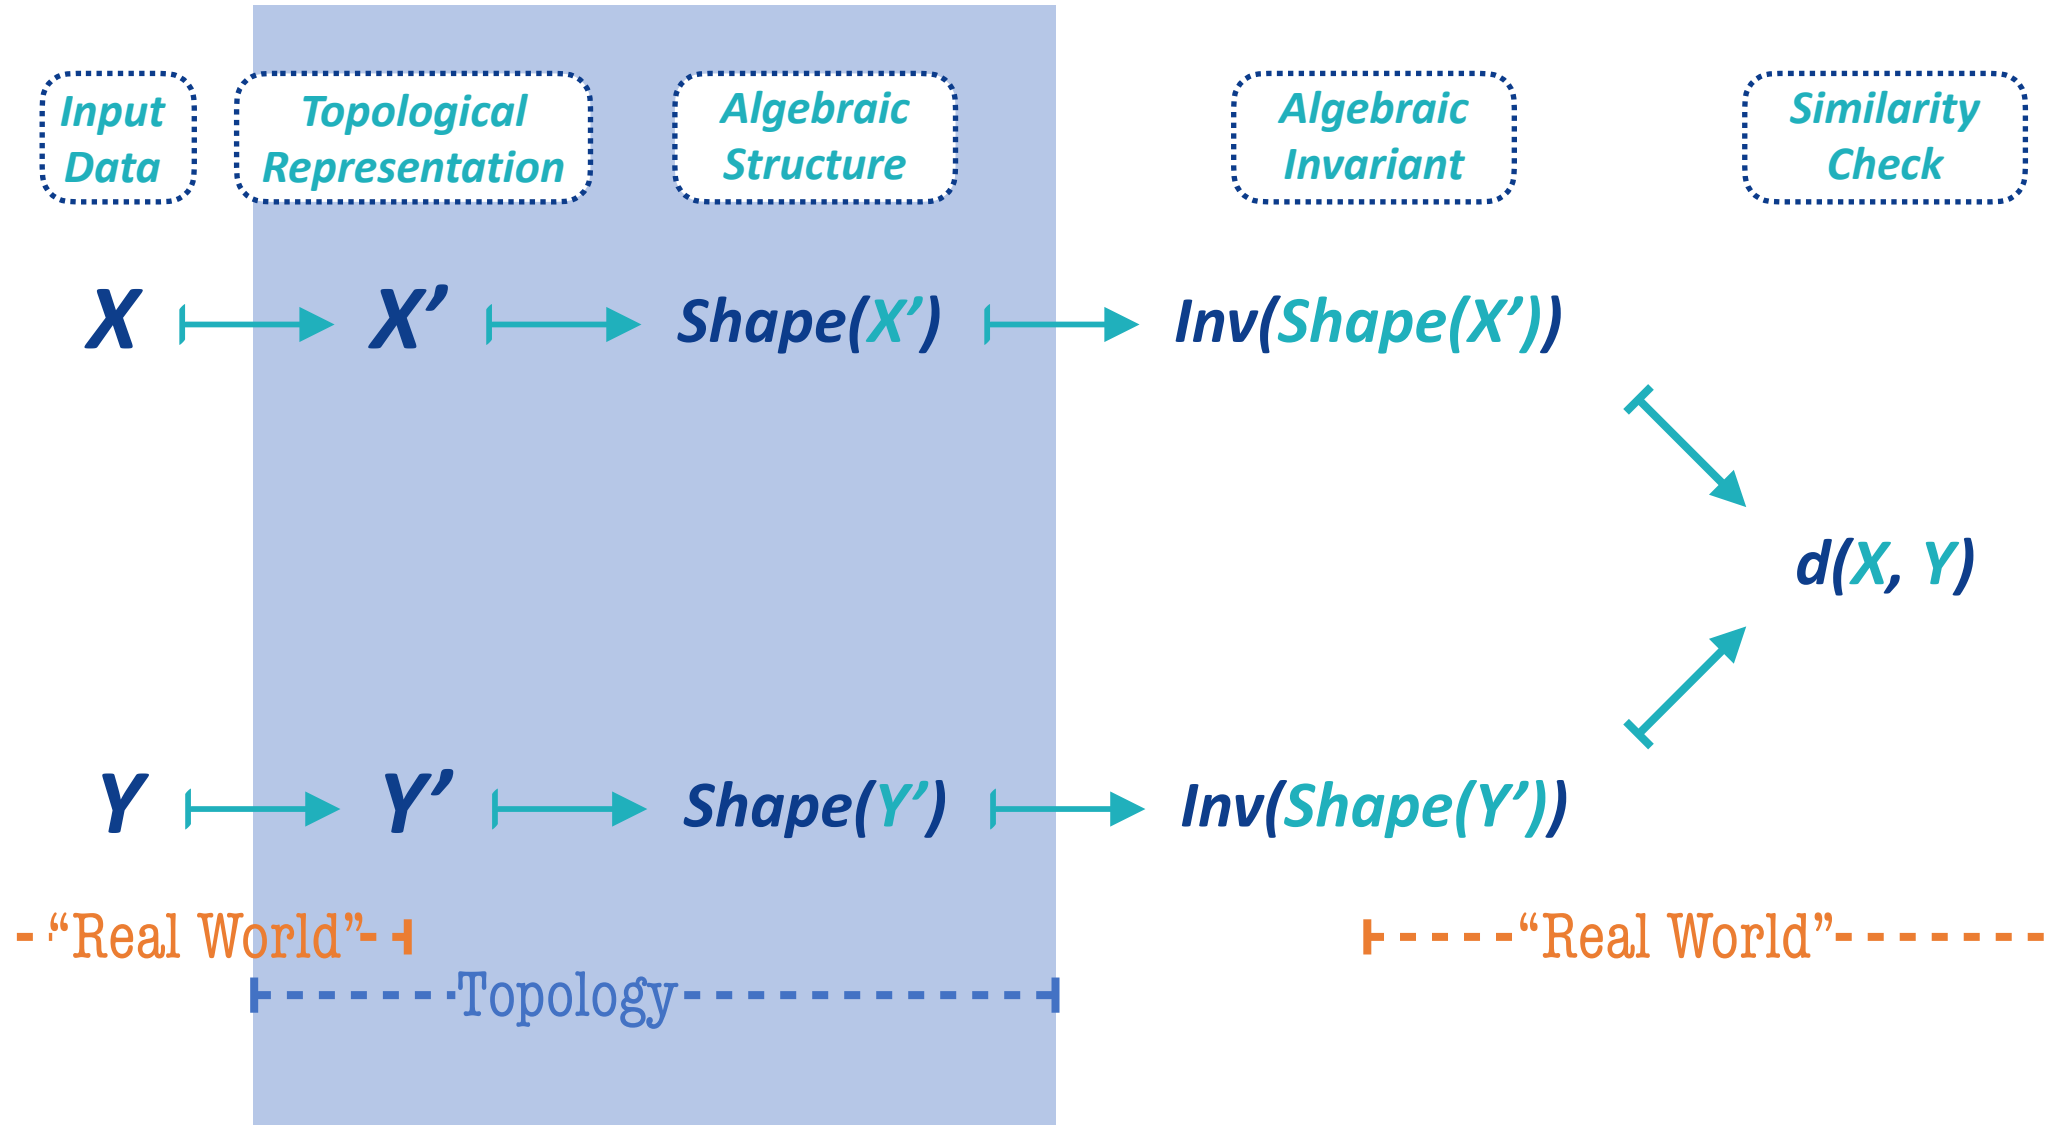 Input
Data
Topological
Representation
Algebraic
Structure
Algebraic
Invariant
Similarity
Check
X
X’
Shape(X’)
Inv(Shape(X’))
d(X, Y)
Y
Y’
Shape(Y’)
Inv(Shape(Y’))
“Real World”
“Real World”
Topology